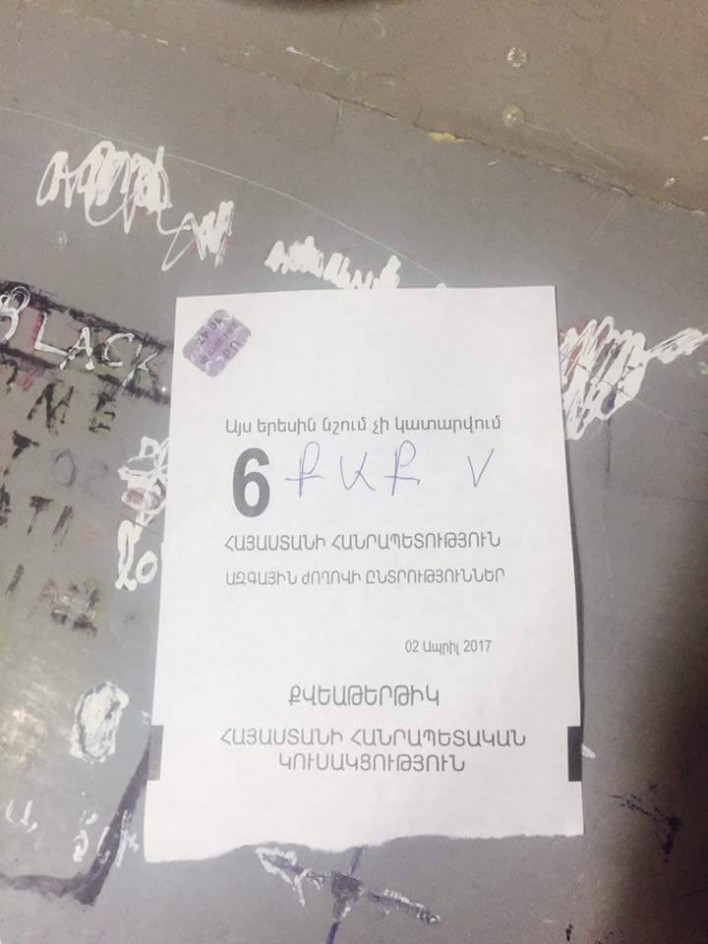 Այս երեսին նշում չի կատարվում
6 ՔԱՔ V
ՀԱՅԱՍՏԱՆԻ ՀԱՆՐԱՊԵՏՈՒԹՅՈՒՆ
ԱԶԳԱՅԻՆ ԺՈՂՈՎԻ ԸՆՏՐՈՒԹՅՈՒՆՆԵՐ
02 Ապրիլ 2017
ՔՎԵԱԹԵՐԹԻԿ
ՀԱՅԱՍՏԱՆԻ ՀԱՆՐԱՊԵՏԱԿԱՆ
ԿՈՒՍԱԿՑՈՒԹՅՈՒՆ
BLACK